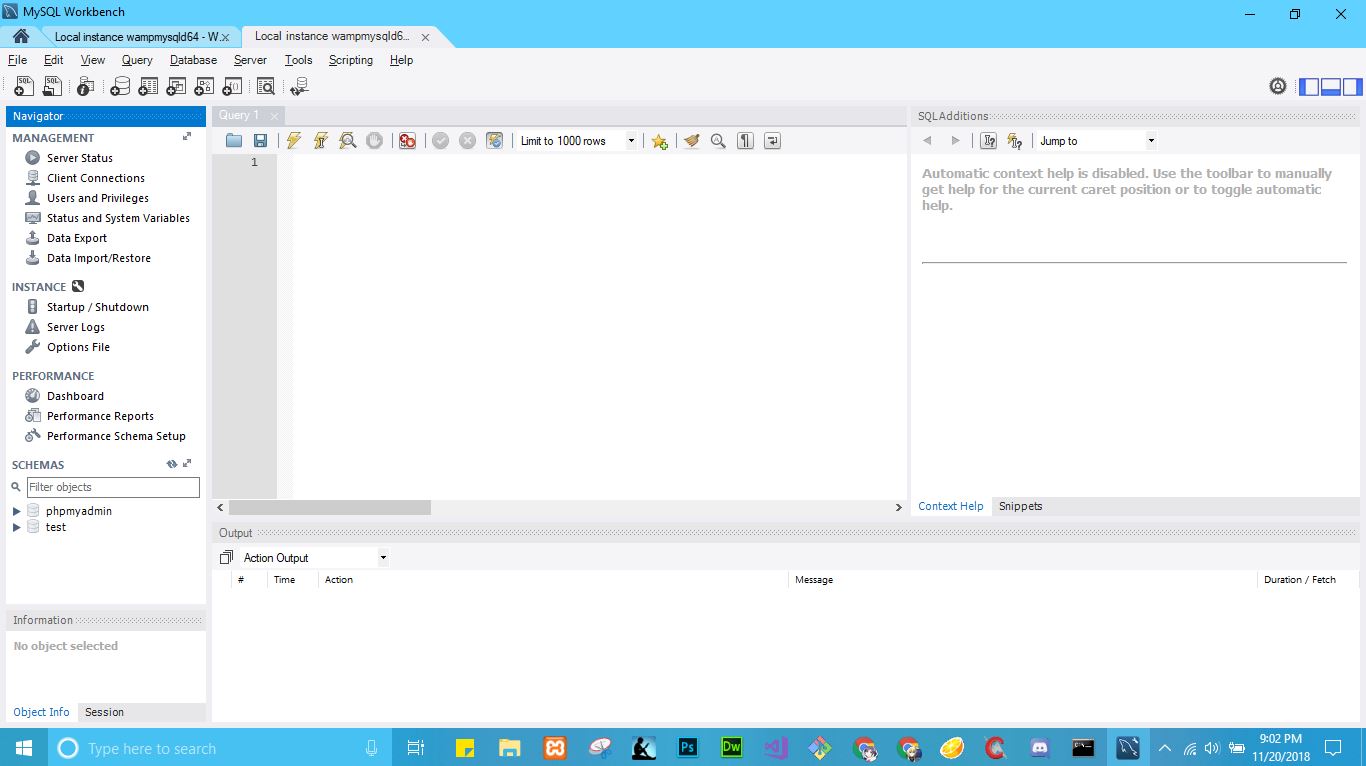 MySQL Workbench
Local instance wampmysqld64 - W...
Local instance wampmysqld6...
File Edit View Query Database Server Tools Scripting Help
Navigator
MANAGEMENT
Server Status
Client Connections
Users and Privileges
Status and System Variables
Data Export
Data Import/Restore
INSTANCE
Startup / Shutdown
Server Logs
Options File
PERFORMANCE
Dashboard
Performance Reports
Performance Schema Setup
SCHEMAS
Filter objects
phpmyadmin
test
Information
No object selected
Object Info Session
Query 1
Limit to 1000 rows
1
SQLAdditions
Jump to
Automatic context help is disabled. Use the toolbar to manually
get help for the current caret position or to toggle automatic
help.
Context Help Snippets
Output
Action Output
# Time Action Message Duration / Fetch
Type here to search
Ps
Dw
9:02 PM
11/20/2018